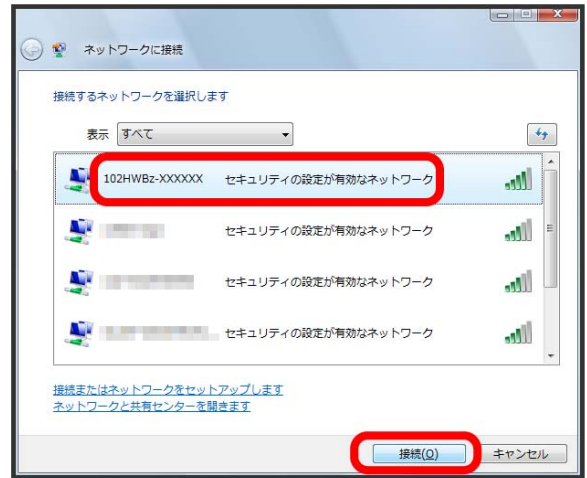 ネットワークに接続
接続するネットワークを選択します
表示 すべて
102HWBz-XXXXXX セキュリティの設定が有効なネットワーク
セキュリティの設定が有効なネットワーク
セキュリティの設定が有効なネットワーク
セキュリティの設定が有効なネットワーク
接続またはネットワークをセットアップします
ネットワークと共有センターを開きます
接続(O) キャンセル